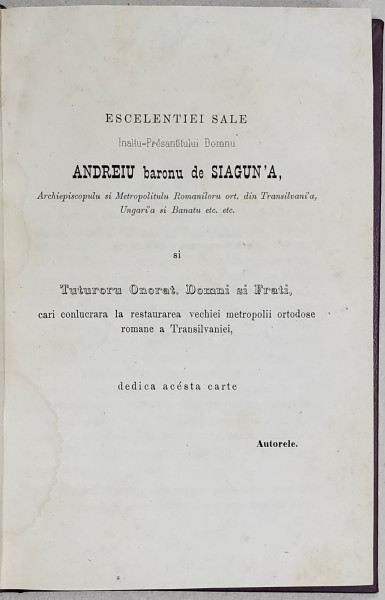 ESCELENTIEI SALE
Inaltu-Présantîtului Domnu
ANDREIU baronu de SIAGUN'A,
Archiepiscopulu si Metropolitulu Romaniloru ort. din Transilvani'a,
Ungari'a si Banatu etc. etc.
si
Tuturoru Onorat. Domni si Frati,
cari conlucrara la restaurarea vechiei metropolii ortodose
romane a Transilvaniei,
dedica acésta carte
Autorele.